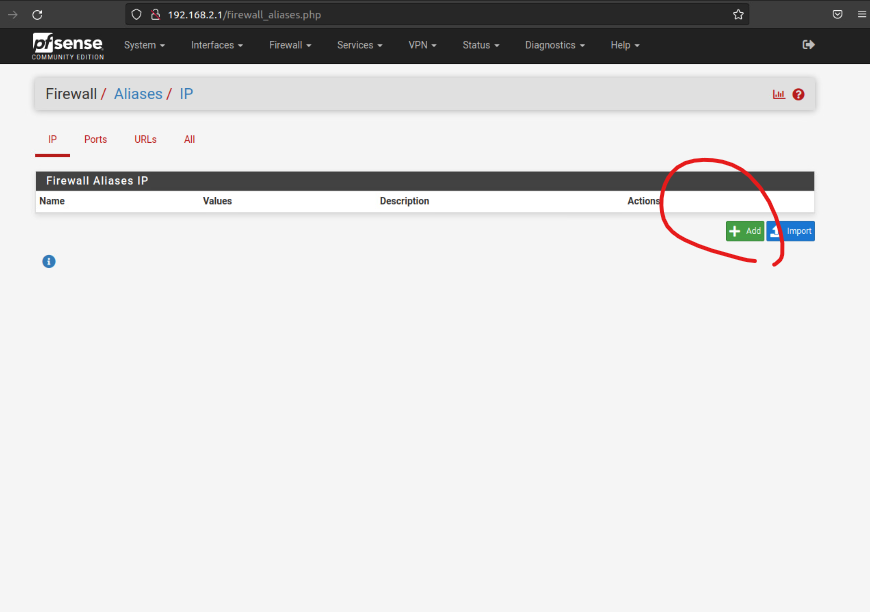 192.168.2.1/firewall_aliases.php
pfsense
COMMUNITY EDITION
System Interfaces Firewall Services VPN Status Diagnostics Help
Firewall / Aliases / IP
IP Ports URLs All
Firewall Aliases IP
Name Values Description Actions
Add Import